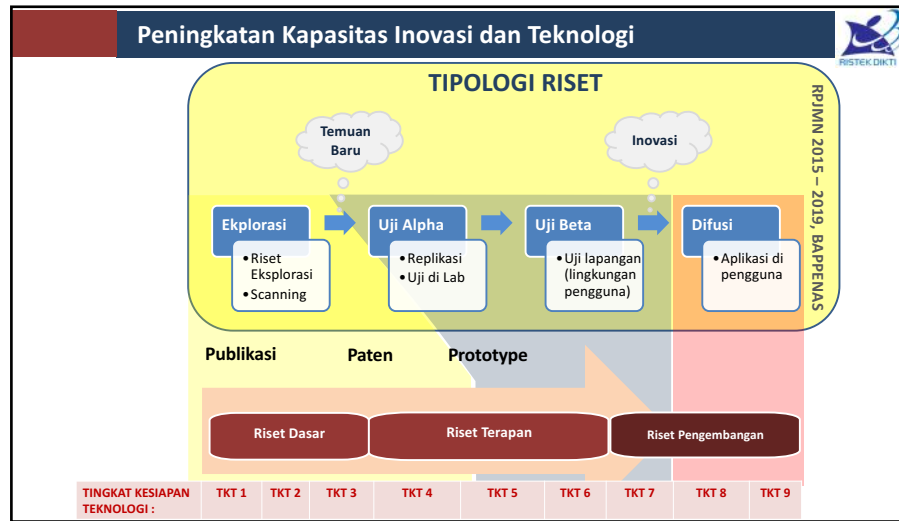 Peningkatan Kapasitas Inovasi dan Teknologi
RISTEK DIKTI
TIPOLOGI RISET
RPJMN 2015 – 2019, BAPPENAS
Temuan
Baru
Inovasi
Ekplorasi
• Riset
Eksplorasi
• Scanning
Uji Alpha
• Replikasi
• Uji di Lab
Uji Beta
• Uji lapangan
(lingkungan
pengguna)
Difusi
• Aplikasi di
pengguna
Publikasi Paten Prototype
Riset Dasar Riset Terapan Riset Pengembangan
TINGKAT KESIAPAN
TEKNOLOGI :
TKT 1 TKT 2 TKT 3 TKT 4 TKT 5 TKT 6 TKT 7 TKT 8 TKT 9